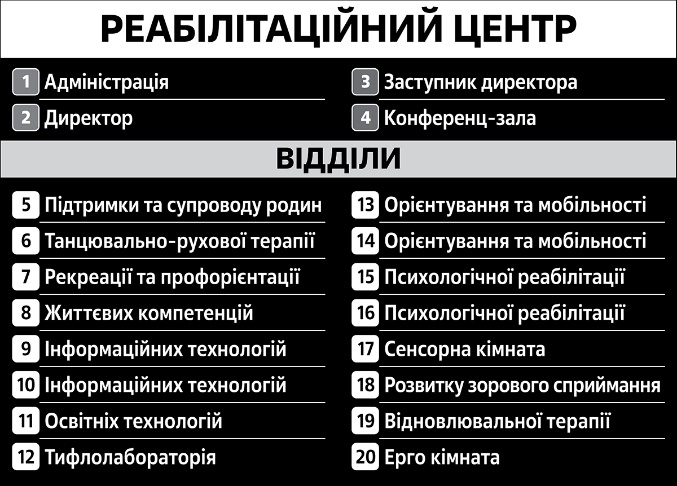 РЕАБІЛІТАЦІЙНИЙ ЦЕНТР
1 Адміністрація
2 Директор
3 Заступник директора
4 Конференц-зала
ВІДДІЛИ
5 Підтримки та супроводу родин
6 Танцювально-рухової терапії
7 Рекреації та профорієнтації
8 Життєвих компетенцій
9 Інформаційних технологій
10 Інформаційних технологій
11 Освітніх технологій
12 Тифлолабораторія
13 Орієнтування та мобільності
14 Орієнтування та мобільності
15 Психологічної реабілітації
16 Психологічної реабілітації
17 Сенсорна кімната
18 Розвитку зорового сприймання
19 Відновлювальної терапії
20 Ерго кімната